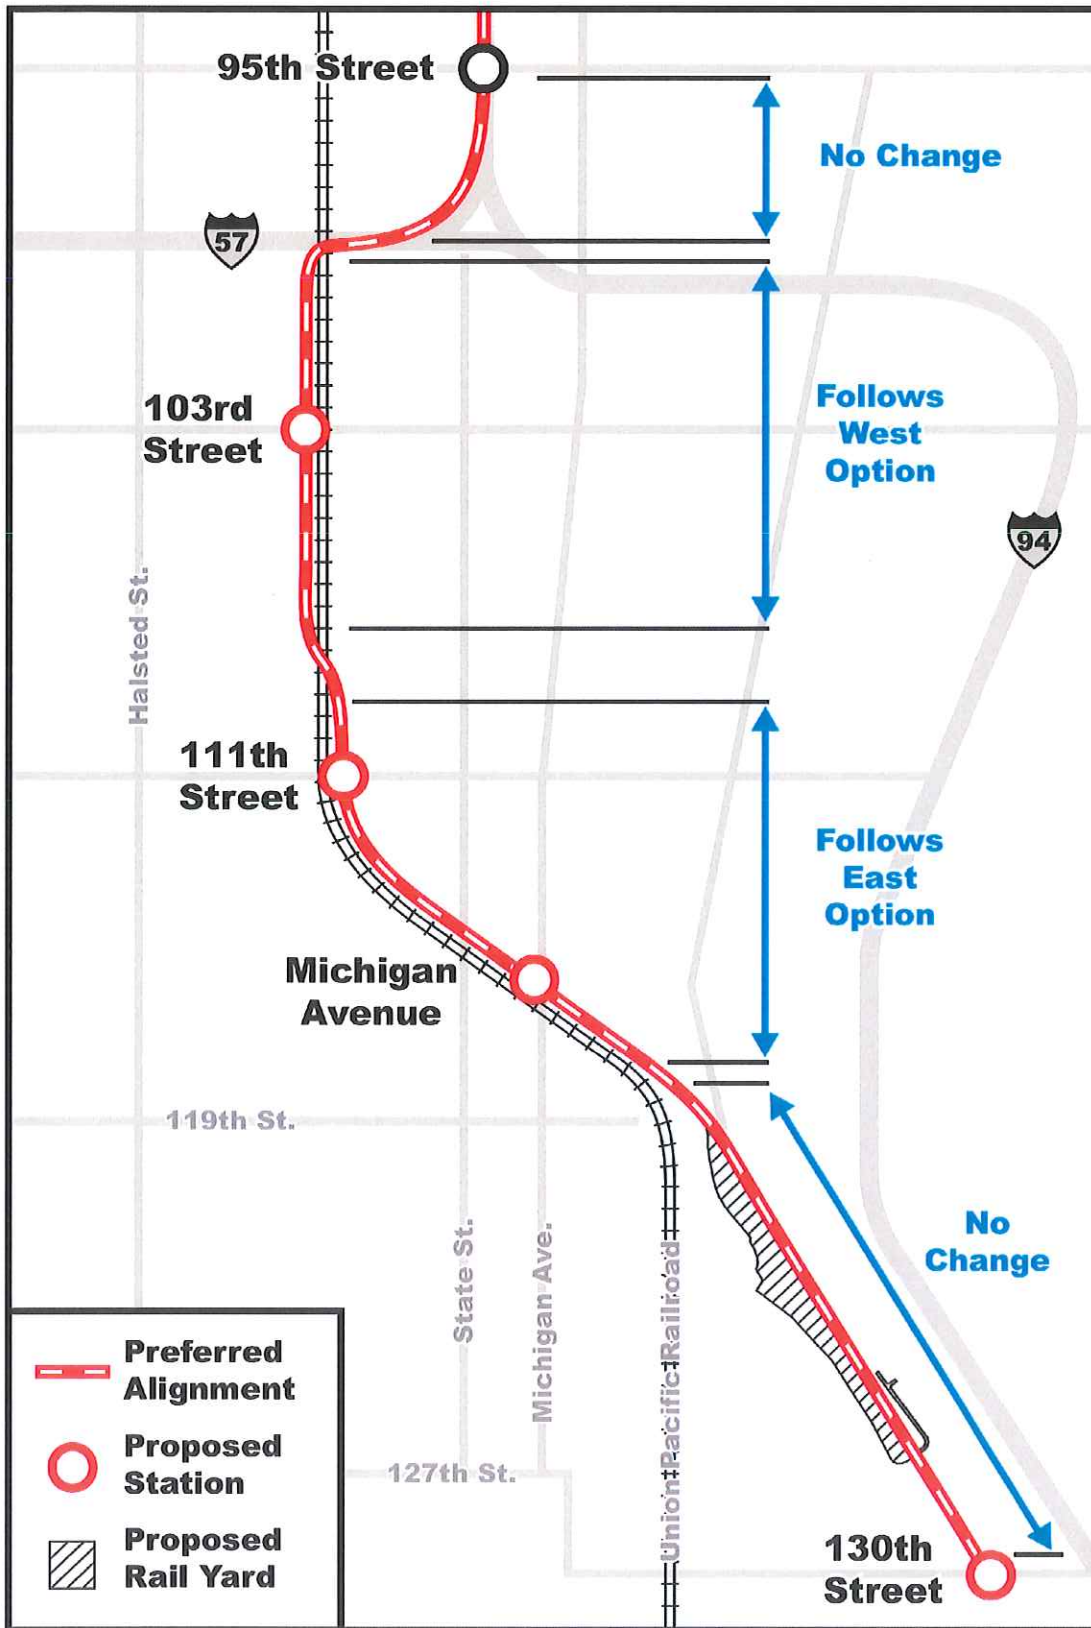 95th Street
No Change
57
103rd
Street
Follows
West
Option
94
Halsted St.
111th
Street
Follows
East
Option
Michigan
Avenue
119th St.
No
Change
State St.
Michigan Ave.
Union Pacific Railroad
127th St.
130th
Street
Preferred
Alignment
Proposed
Station
Proposed
Rail Yard